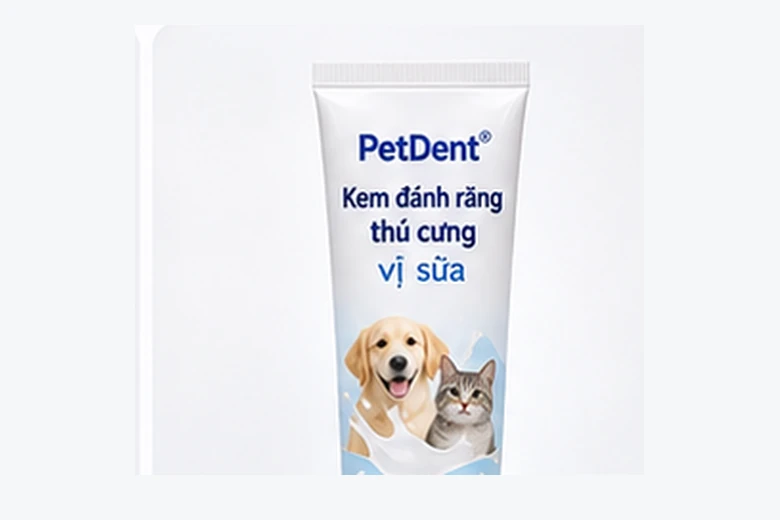 PetDent®
Kem đánh răng
thú cưng
vị sữa